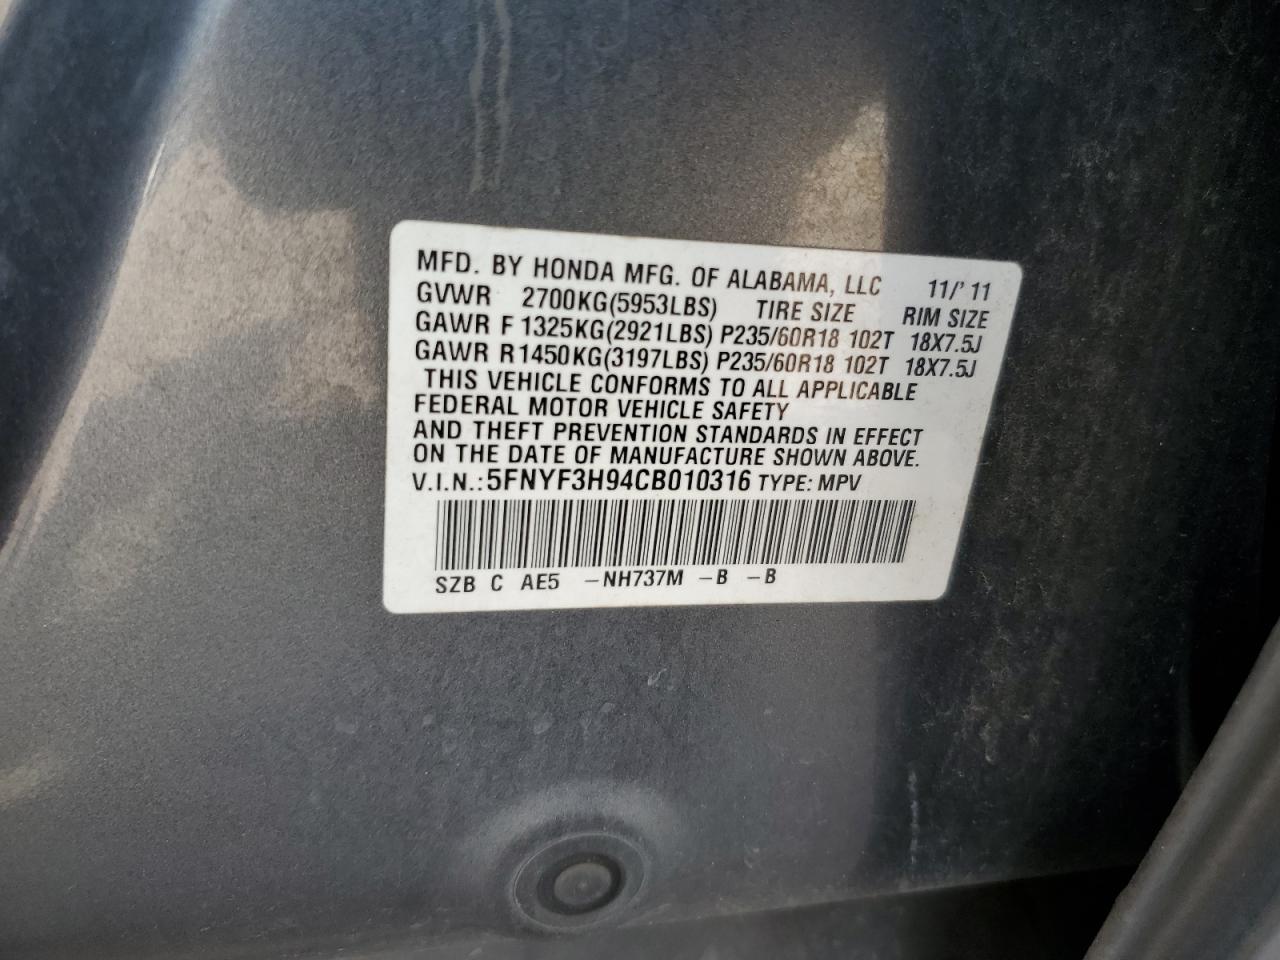 MFD. BY HONDA MFG. OF ALABAMA, LLC 11/'11
GVWR 2700KG(5953LBS) TIRE SIZE RIM SIZE
GAWR F 1325KG(2921LBS) P235/60R18 102T 18X7.5J
GAWR R 1450KG(3197LBS) P235/60R18 102T 18X7.5J
THIS VEHICLE CONFORMS TO ALL APPLICABLE
FEDERAL MOTOR VEHICLE SAFETY
AND THEFT PREVENTION STANDARDS IN EFFECT
ON THE DATE OF MANUFACTURE SHOWN ABOVE.
V.I.N.:5FNYF3H94CB010316 TYPE: MPV
SZB C AE5 -NH737M -B -B